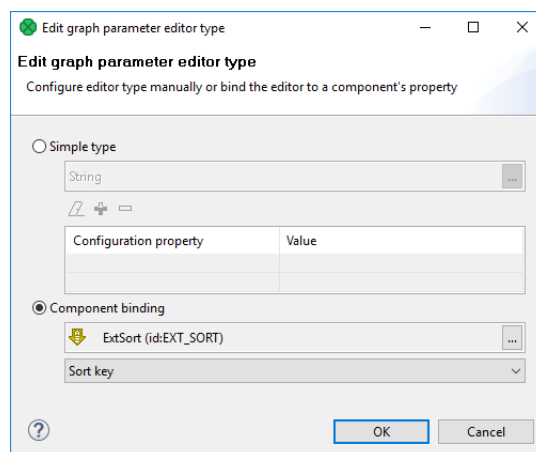 Edit graph parameter editor type
Edit graph parameter editor type
Configure editor type manually or bind the editor to a component's property
Simple type
String
...
Configuration property Value
Component binding
ExtSort (id:EXT_SORT)
...
Sort key
? OK Cancel